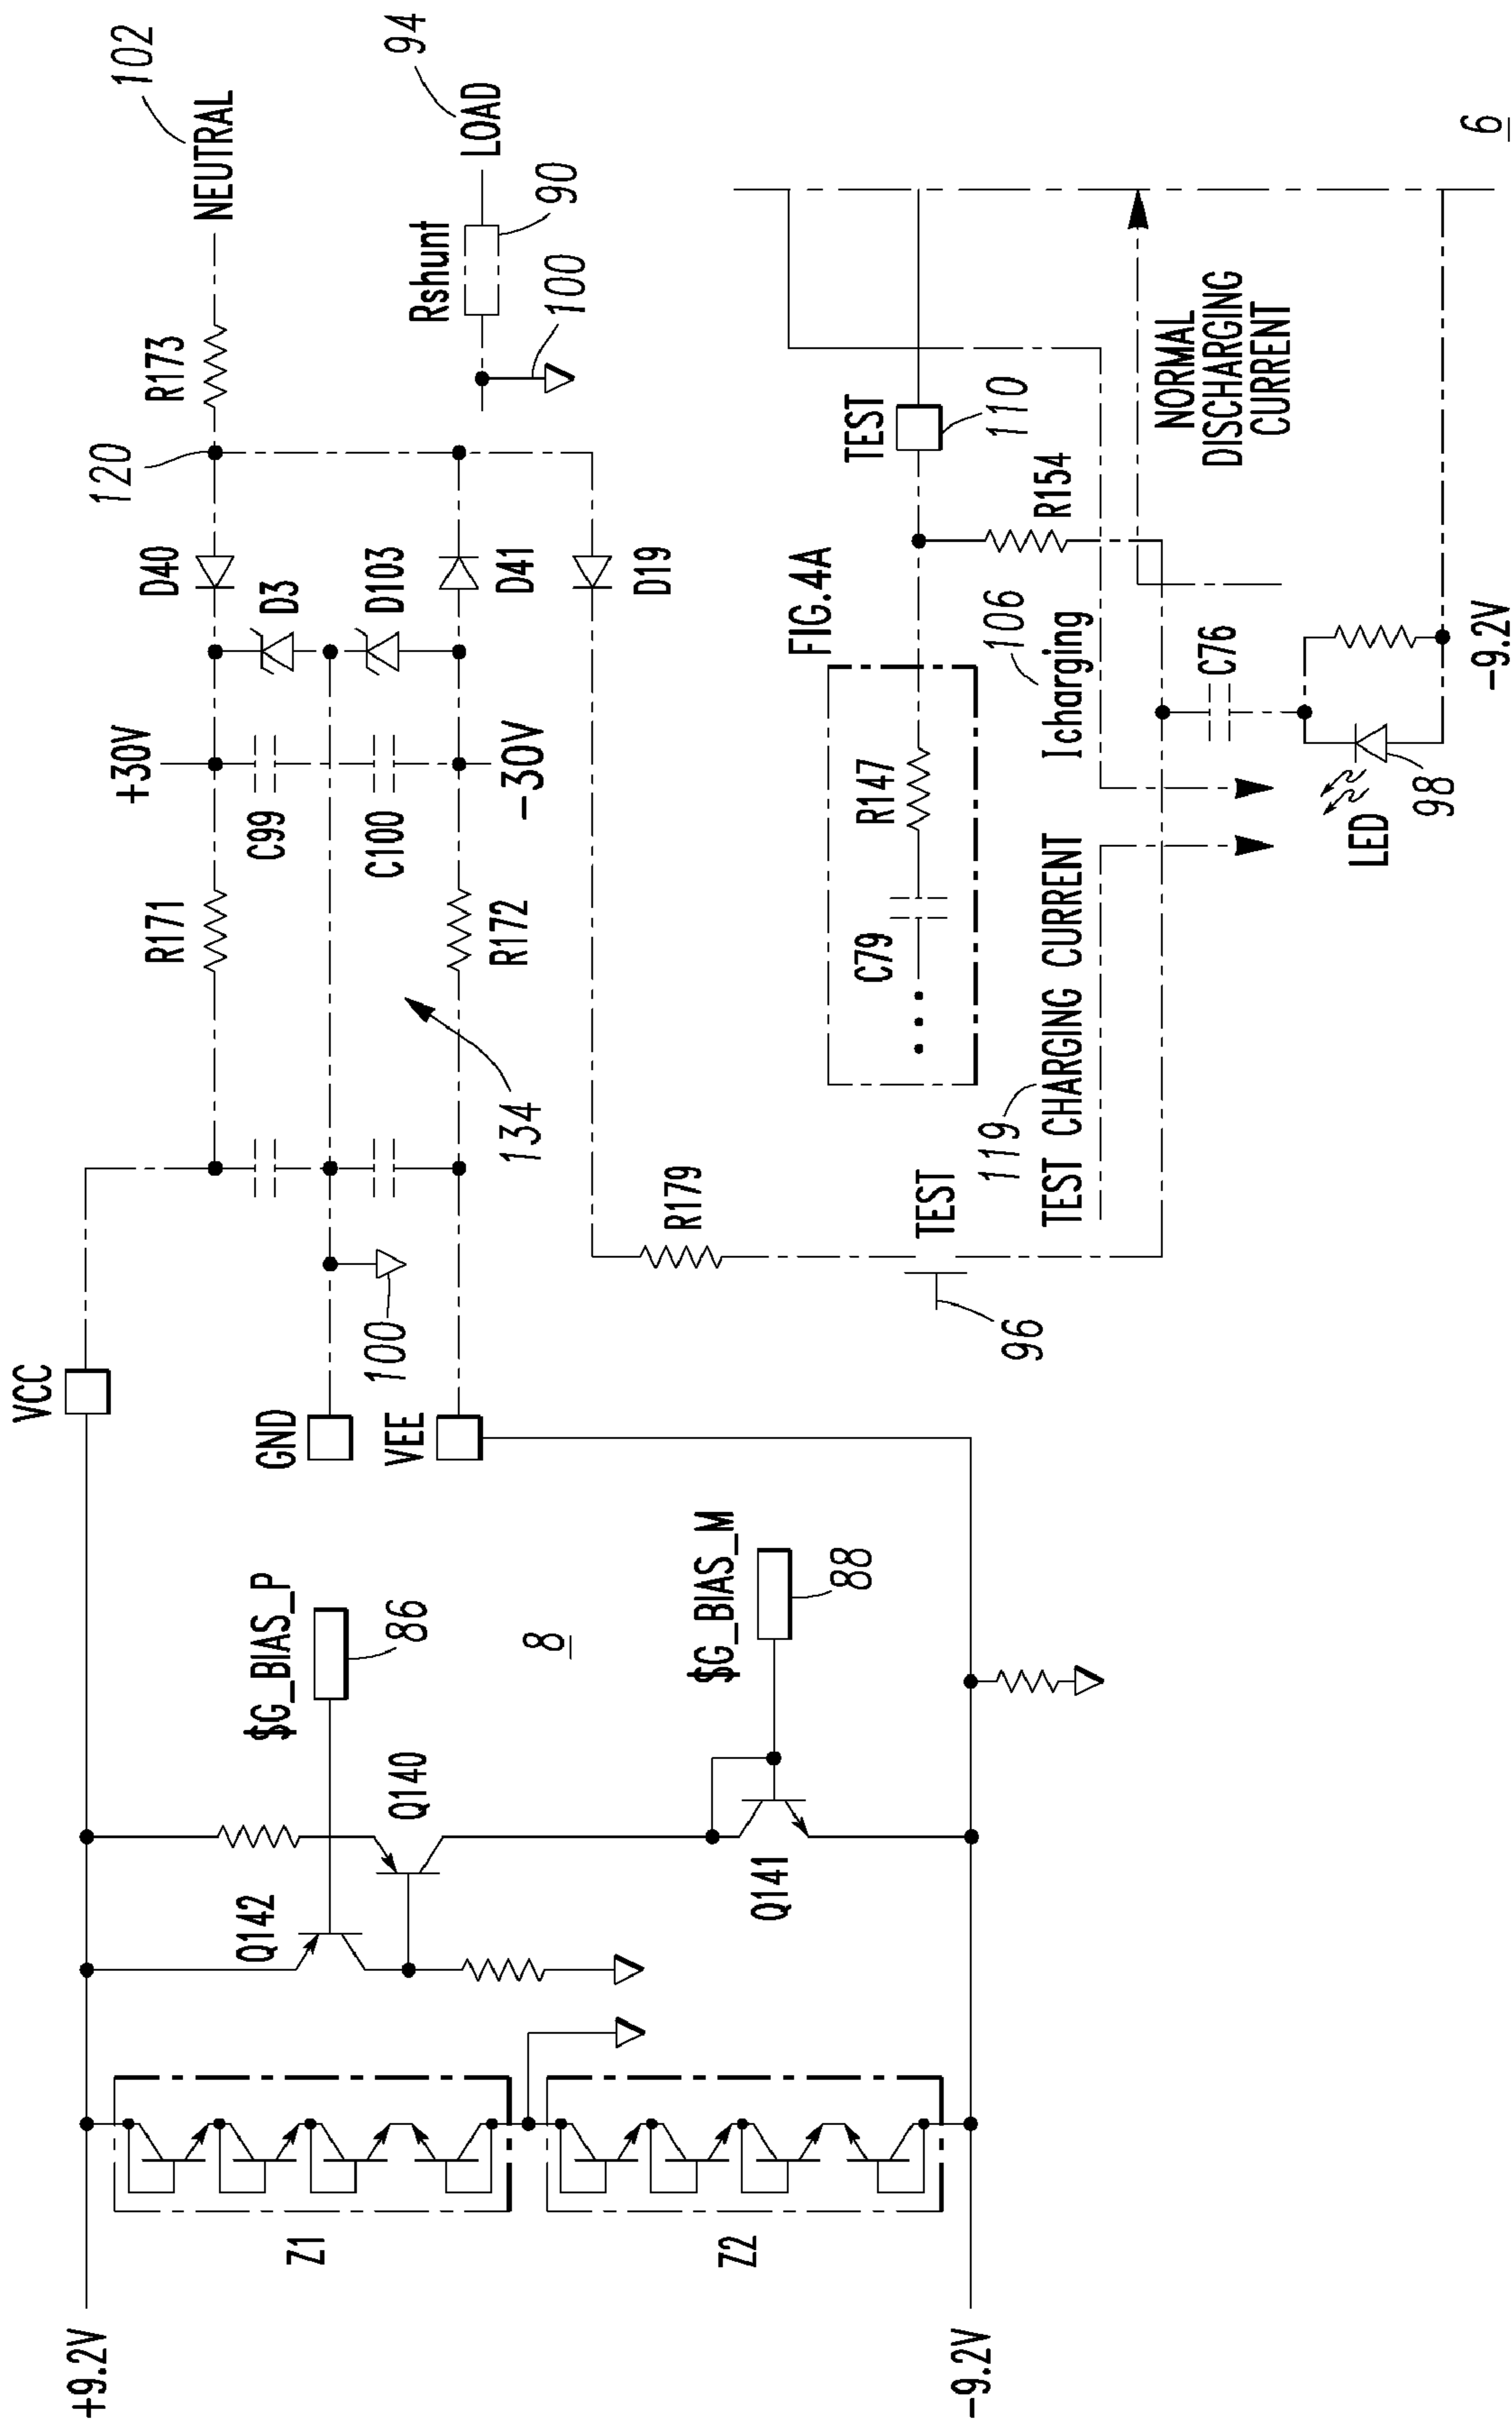 102
NEUTRAL
94
LOAD
R173
Rshunt
90
100
120
D40
D3
D103
D41
D19
+30V
-30V
C99
C100
R171
R172
134
VCC
GND
100
VEE
R179
TEST
96
FIG.4A
R147
C79
TEST
110
R154
106
Icharging
119
TEST CHARGING CURRENT
NORMAL
DISCHARGING
CURRENT
C76
LED
98
-9.2V
6
$G_BIAS_P
86
8
$G_BIAS_M
88
Q142
Q140
Q141
Z1
Z2
+9.2V
-9.2V